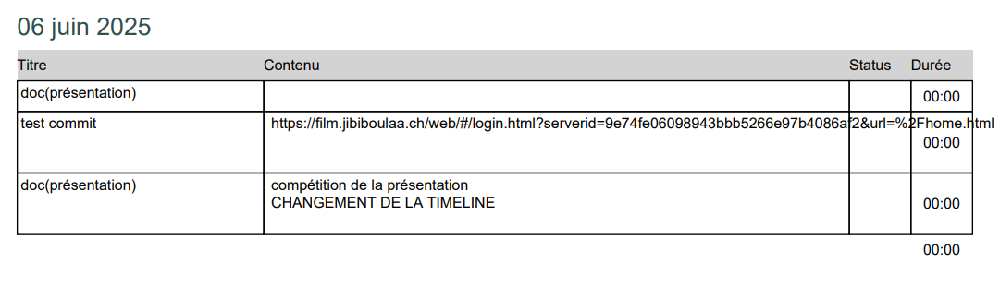 06 juin 2025
Titre Contenu Status Durée
doc(présentation) 00:00
test commit https://film.jibiboulaa.ch/web/#/login.html?serverid=9e74fe06098943bbb5266e97b4086af2&url=%2Fhome.html
00:00
doc(présentation) compétition de la présentation
CHANGEMENT DE LA TIMELINE 00:00
00:00